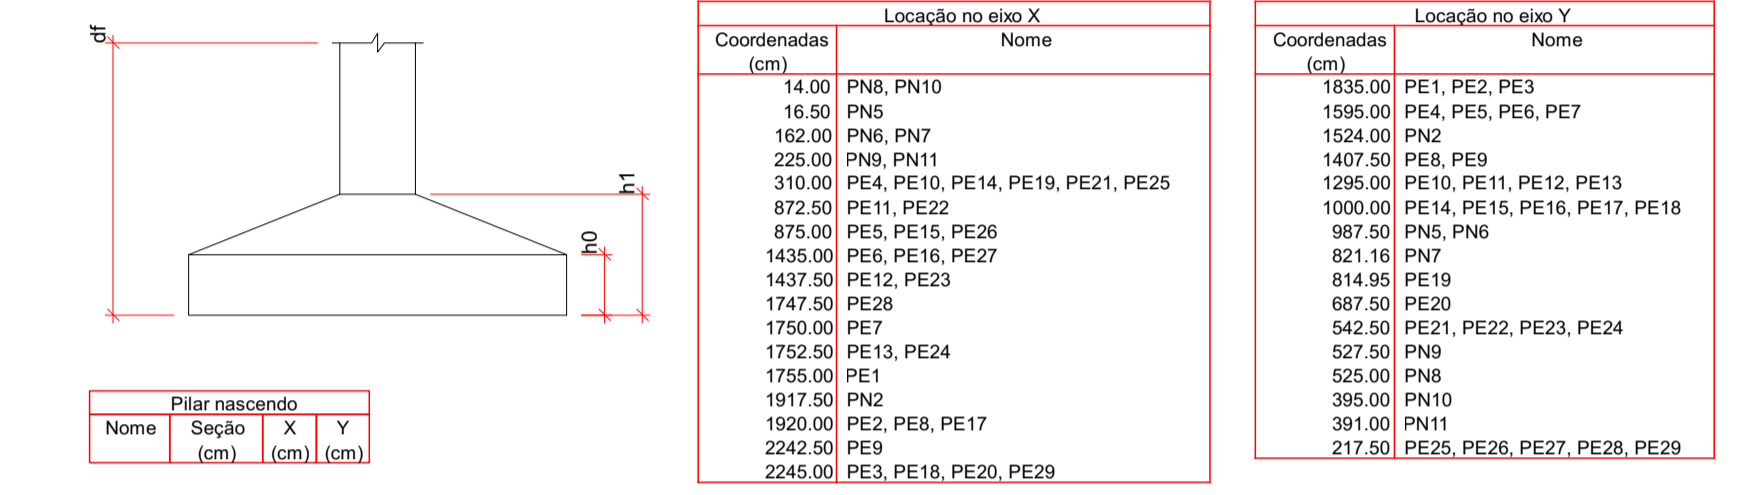 df
h1
h0
Pilar nascendo
Nome Seção X Y
(cm) (cm) (cm)
Locação no eixo X
Coordenadas Nome
(cm)
14.00 PN8, PN10
16.50 PN5
162.00 PN6, PN7
225.00 PN9, PN11
310.00 PE4, PE10, PE14, PE19, PE21, PE25
872.50 PE11, PE22
875.00 PE5, PE15, PE26
1435.00 PE6, PE16, PE27
1437.50 PE12, PE23
1747.50 PE28
1750.00 PE7
1752.50 PE13, PE24
1755.00 PE1
1917.50 PN2
1920.00 PE2, PE8, PE17
2242.50 PE9
2245.00 PE3, PE18, PE20, PE29
Locação no eixo Y
Coordenadas Nome
(cm)
1835.00 PE1, PE2, PE3
1595.00 PE4, PE5, PE6, PE7
1524.00 PN2
1407.50 PE8, PE9
1295.00 PE10, PE11, PE12, PE13
1000.00 PE14, PE15, PE16, PE17, PE18
987.50 PN5, PN6
821.16 PN7
814.95 PE19
687.50 PE20
542.50 PE21, PE22, PE23, PE24
527.50 PN9
525.00 PN8
395.00 PN10
391.00 PN11
217.50 PE25, PE26, PE27, PE28, PE29